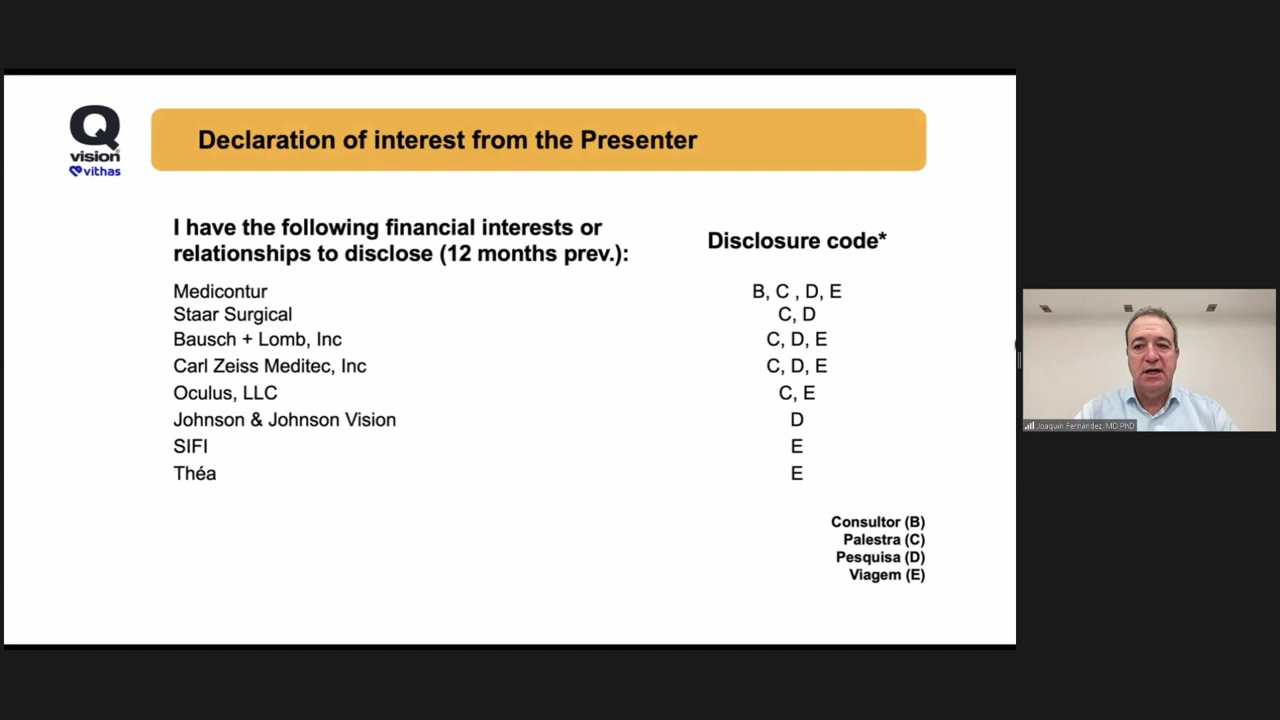 Q
vision
vithas
Declaration of interest from the Presenter
I have the following financial interests or
relationships to disclose (12 months prev.):
Disclosure code*
Medicontur B, C , D, E
Staar Surgical C, D
Bausch + Lomb, Inc C, D, E
Carl Zeiss Meditec, Inc C, D, E
Oculus, LLC C, E
Johnson & Johnson Vision D
SIFI E
Théa E
Consultor (B)
Palestra (C)
Pesquisa (D)
Viagem (E)
Joaquín Fernández, MD PhD